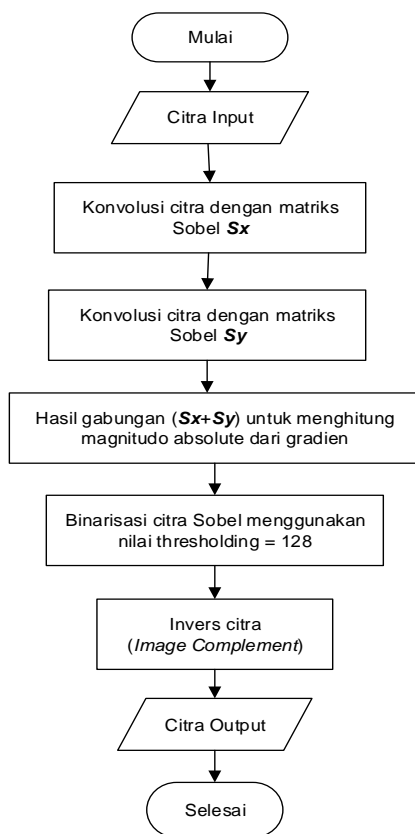 Mulai
Citra Input
Konvolusi citra dengan matriks
Sobel Sx
Konvolusi citra dengan matriks
Sobel Sy
Hasil gabungan (Sx+Sy) untuk menghitung
magnitudo absolute dari gradien
Binarisasi citra Sobel menggunakan
nilai thresholding = 128
Invers citra
(Image Complement)
Citra Output
Selesai